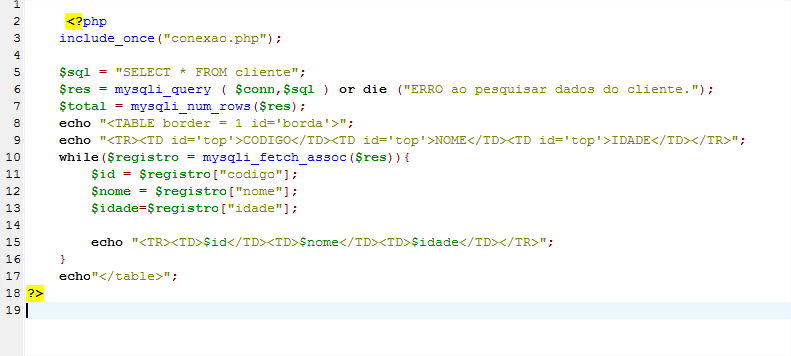 1
2 <?php
3 include_once("conexao.php");
4
5 $sql = "SELECT * FROM cliente";
6 $res = mysqli_query ( $conn,$sql ) or die ("ERRO ao pesquisar dados do cliente.");
7 $total = mysqli_num_rows($res);
8 echo "<TABLE border = 1 id='borda'>";
9 echo "<TR><TD id='top'>CODIGO</TD><TD id='top'>NOME</TD><TD id='top'>IDADE</TD></TR>";
10 while($registro = mysqli_fetch_assoc($res)){
11 $id = $registro["codigo"];
12 $nome = $registro["nome"];
13 $idade=$registro["idade"];
14
15 echo "<TR><TD>$id</TD><TD>$nome</TD><TD>$idade</TD></TR>";
16 }
17 echo"</table>";
18 ?>
19